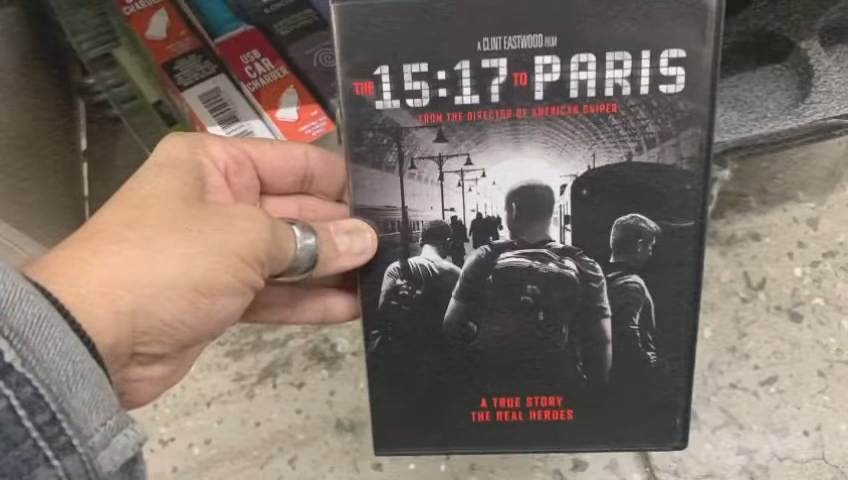 CHARGER
USB
CAR
CHARGER
A CLINT EASTWOOD FILM
THE 15:17 TO PARIS
FROM THE DIRECTOR OF AMERICAN SNIPER
A TRUE STORY
THE REAL HEROES